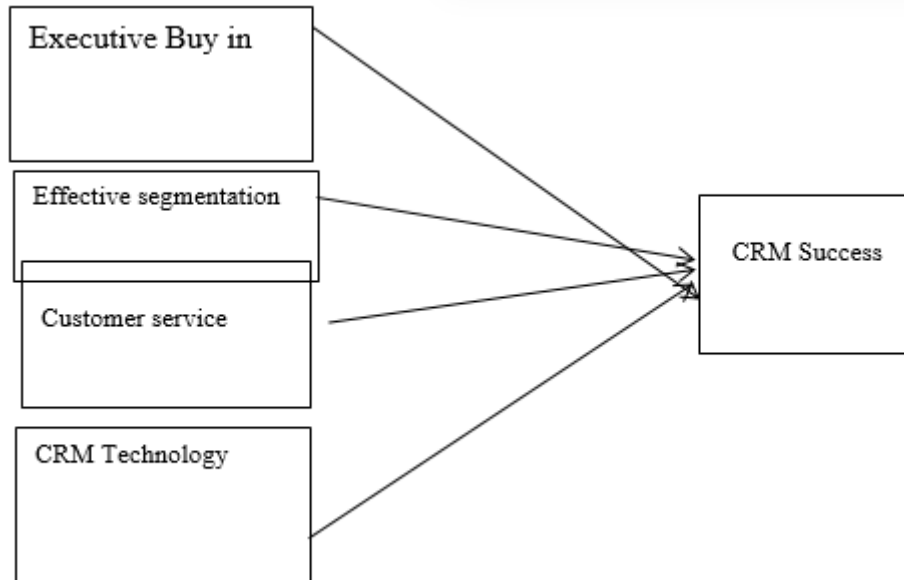 Executive Buy in
Effective segmentation
CRM Success
Customer service
CRM Technology